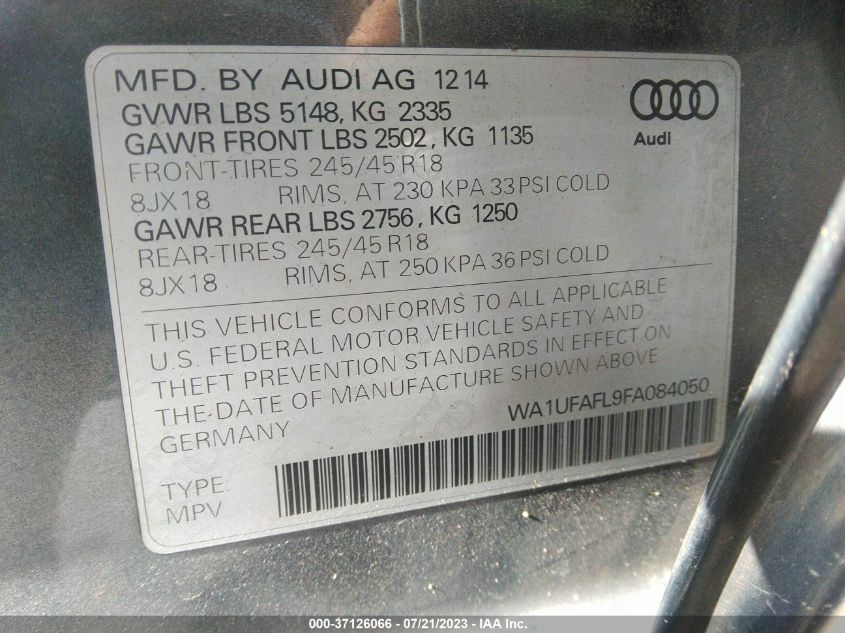 MFD. BY AUDI AG 12 14
GVWR LBS 5148, KG 2335
GAWR FRONT LBS 2502, KG 1135
FRONT-TIRES 245/45 R18
8JX18 RIMS, AT 230 KPA 33 PSI COLD
GAWR REAR LBS 2756, KG 1250
REAR-TIRES 245/45 R18
8JX18 RIMS, AT 250 KPA 36 PSI COLD
Audi
THIS VEHICLE CONFORMS TO ALL APPLICABLE
U.S. FEDERAL MOTOR VEHICLE SAFETY AND
THEFT PREVENTION STANDARDS IN EFFECT ON
THE-DATE OF MANUFACTURE SHOWN ABOVE
GERMANY
WA1UFAFL9FA084050
TYPE:
M.PV
000-37126066 - 07/21/2023 - IAA Inc.